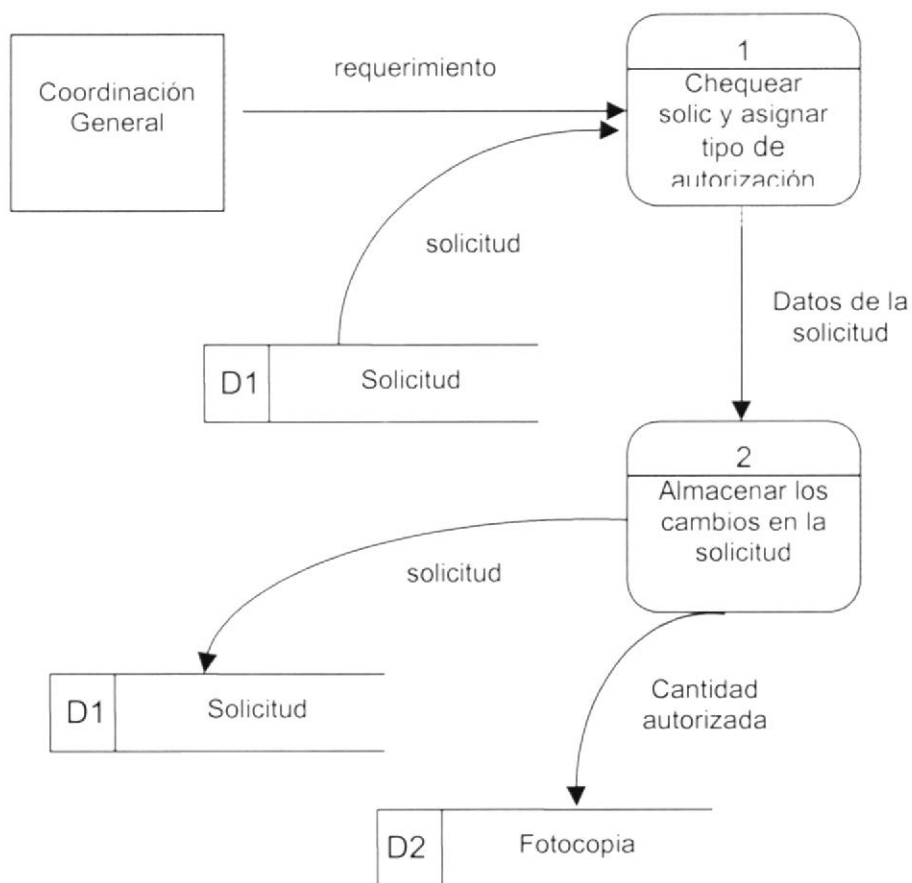 Coordinación
General
requerimiento
1
Chequear
solic y asignar
tipo de
autorización
solicitud
Datos de la
solicitud
D1
Solicitud
2
Almacenar los
cambios en la
solicitud
solicitud
D1
Solicitud
Cantidad
autorizada
D2
Fotocopia